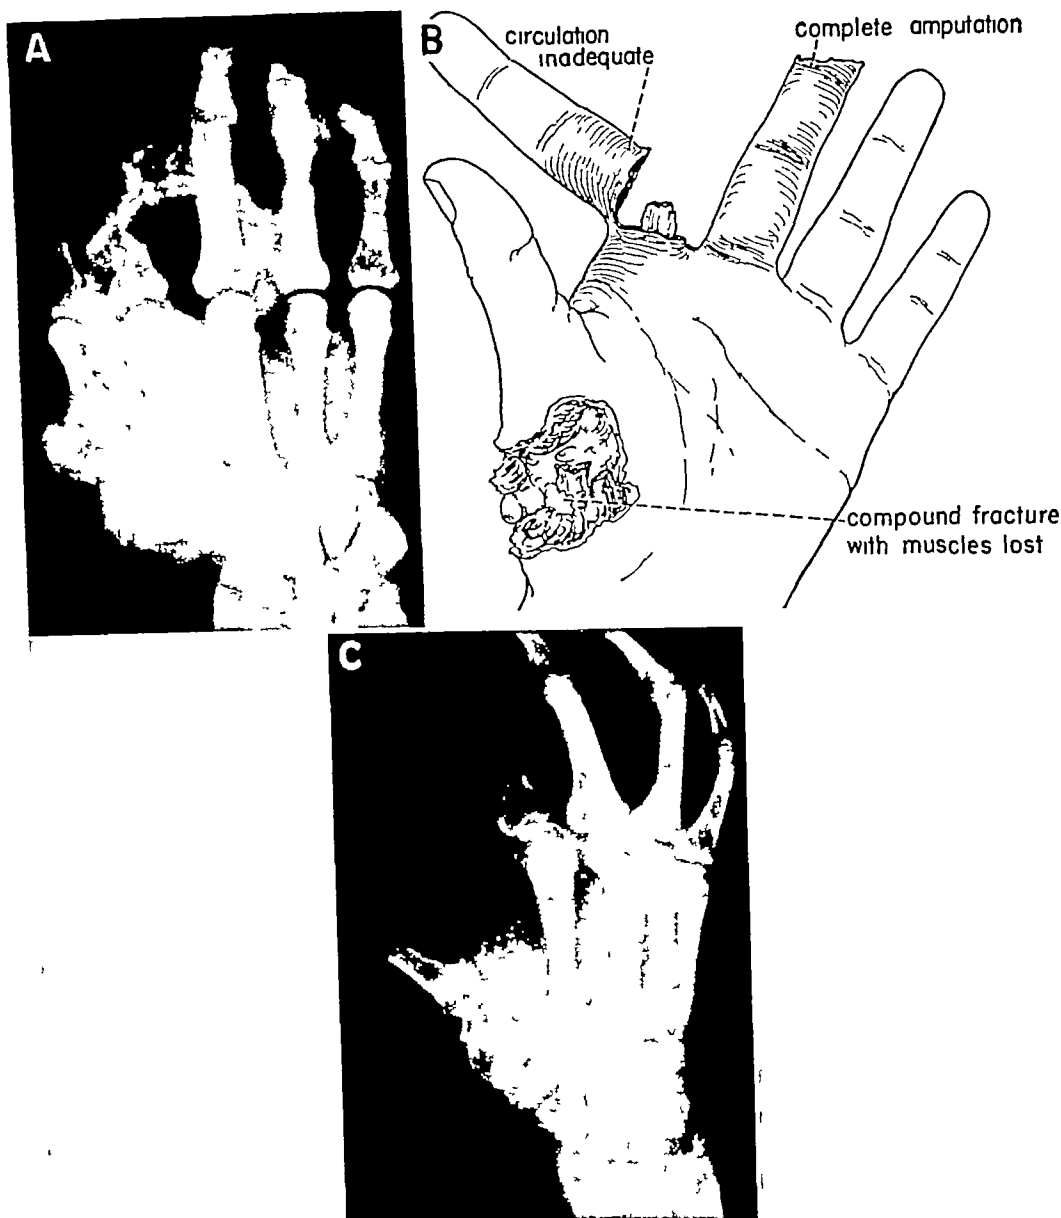 A
B
circulation
inadequate
complete amputation
compound fracture
with muscles lost
C